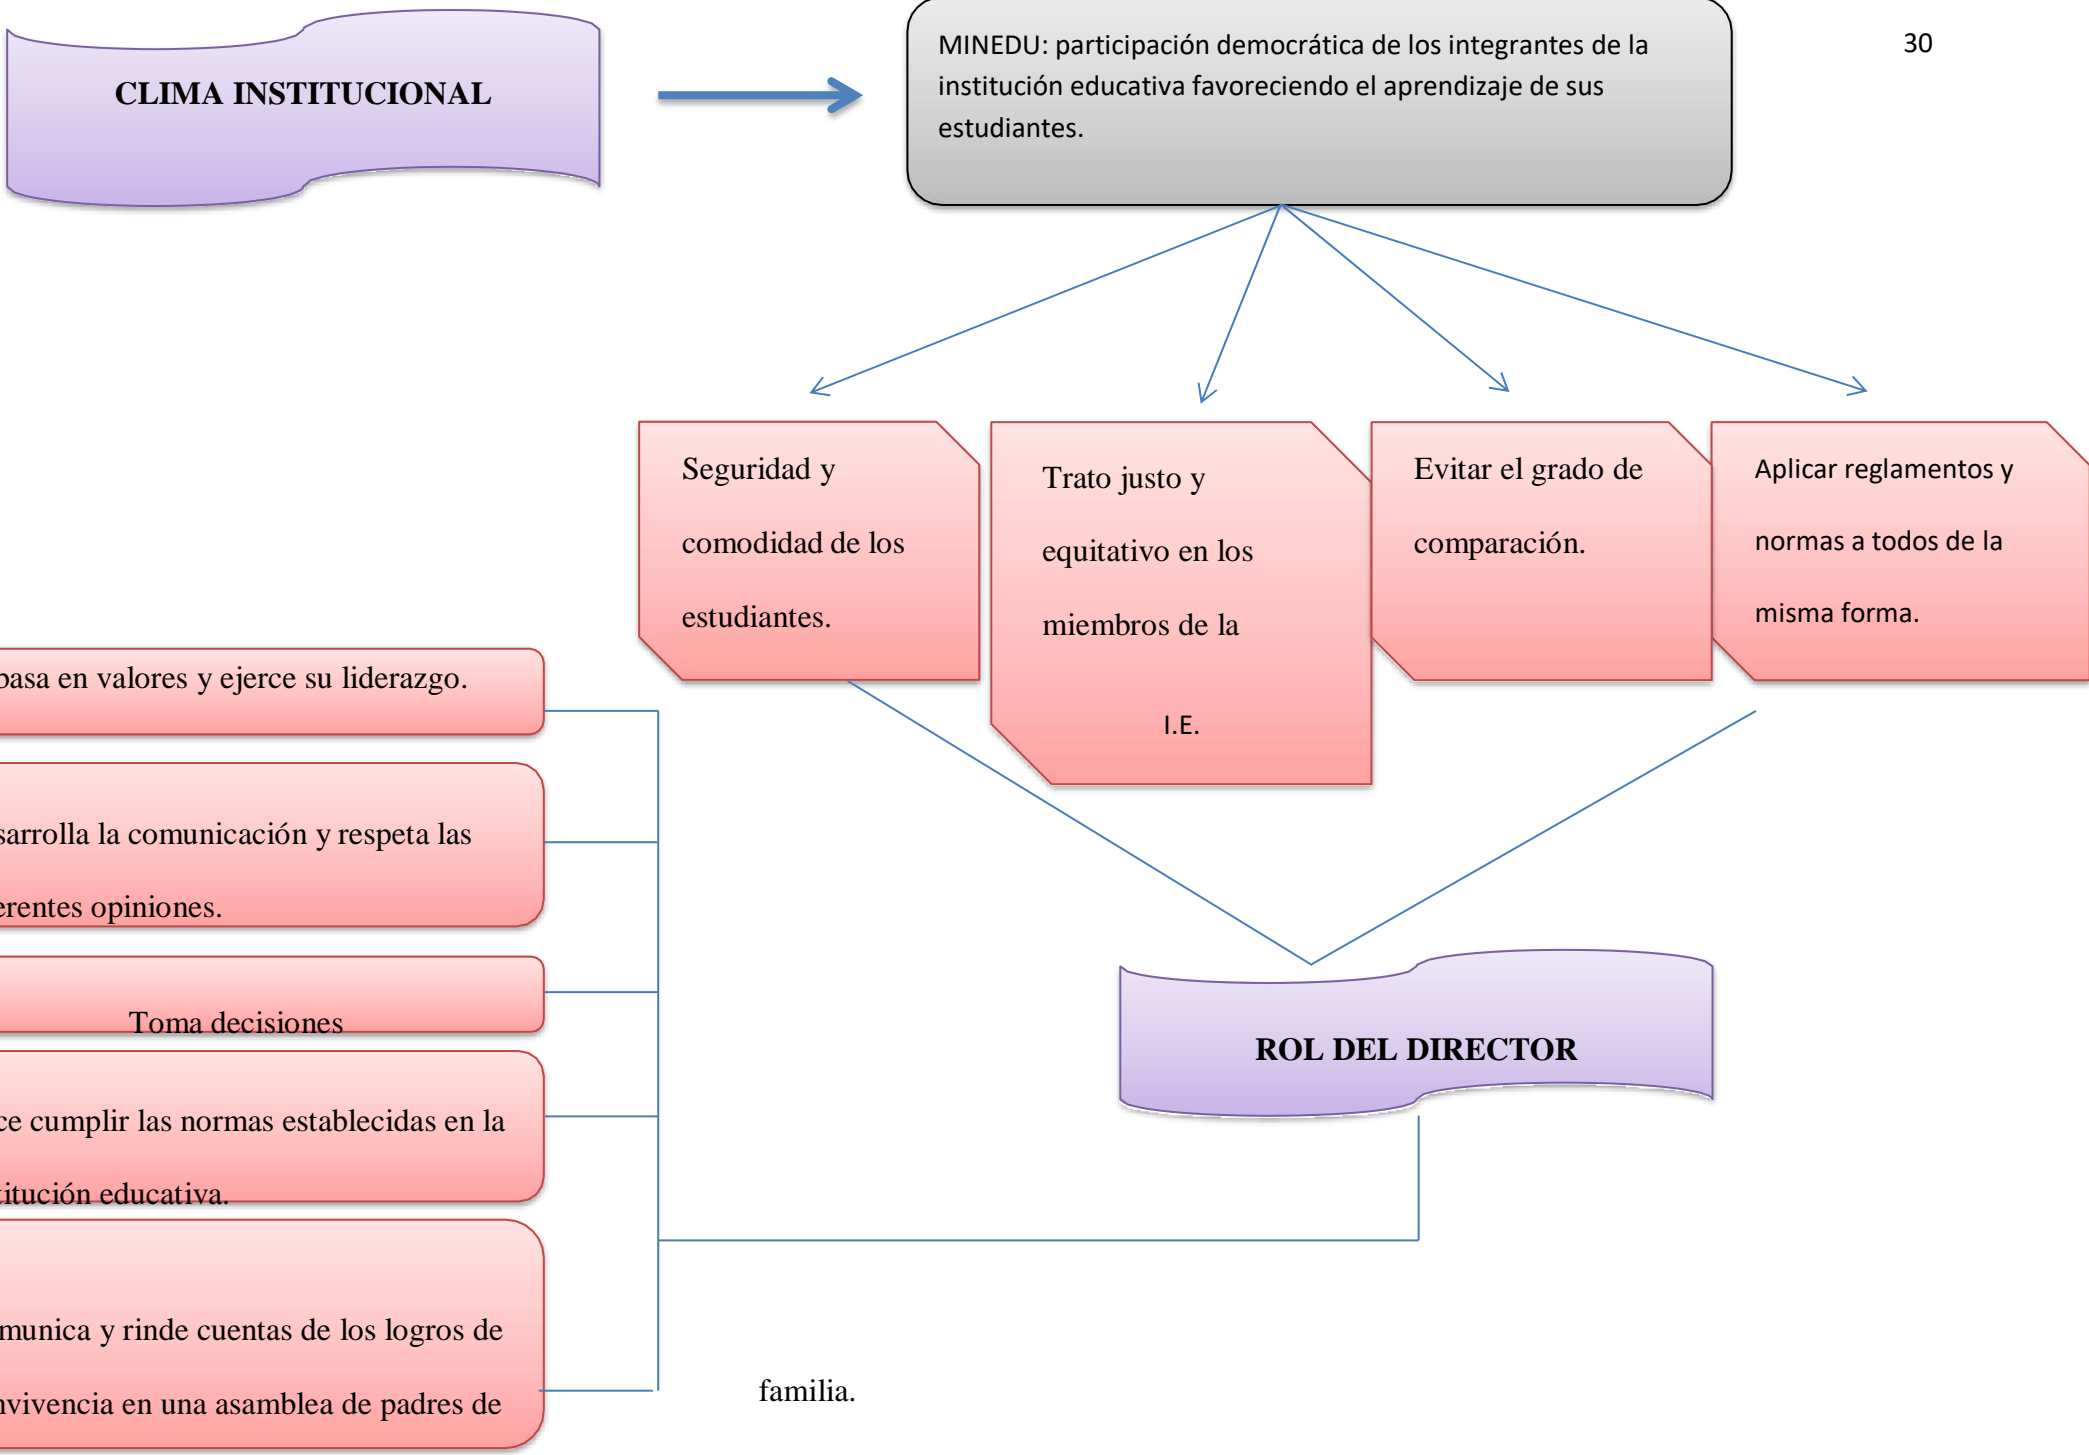 CLIMA INSTITUCIONAL
MINEDU: participación democrática de los integrantes de la
institución educativa favoreciendo el aprendizaje de sus
estudiantes.
30
Seguridad y
comodidad de los
estudiantes.
Trato justo y
equitativo en los
miembros de la
I.E.
Evitar el grado de
comparación.
Aplicar reglamentos y
normas a todos de la
misma forma.
basa en valores y ejerce su liderazgo.
sarrolla la comunicación y respeta las
erentes opiniones.
Toma decisiones
ce cumplir las normas establecidas en la
titución educativa.
munica y rinde cuentas de los logros de
nvivencia en una asamblea de padres de
familia.
ROL DEL DIRECTOR